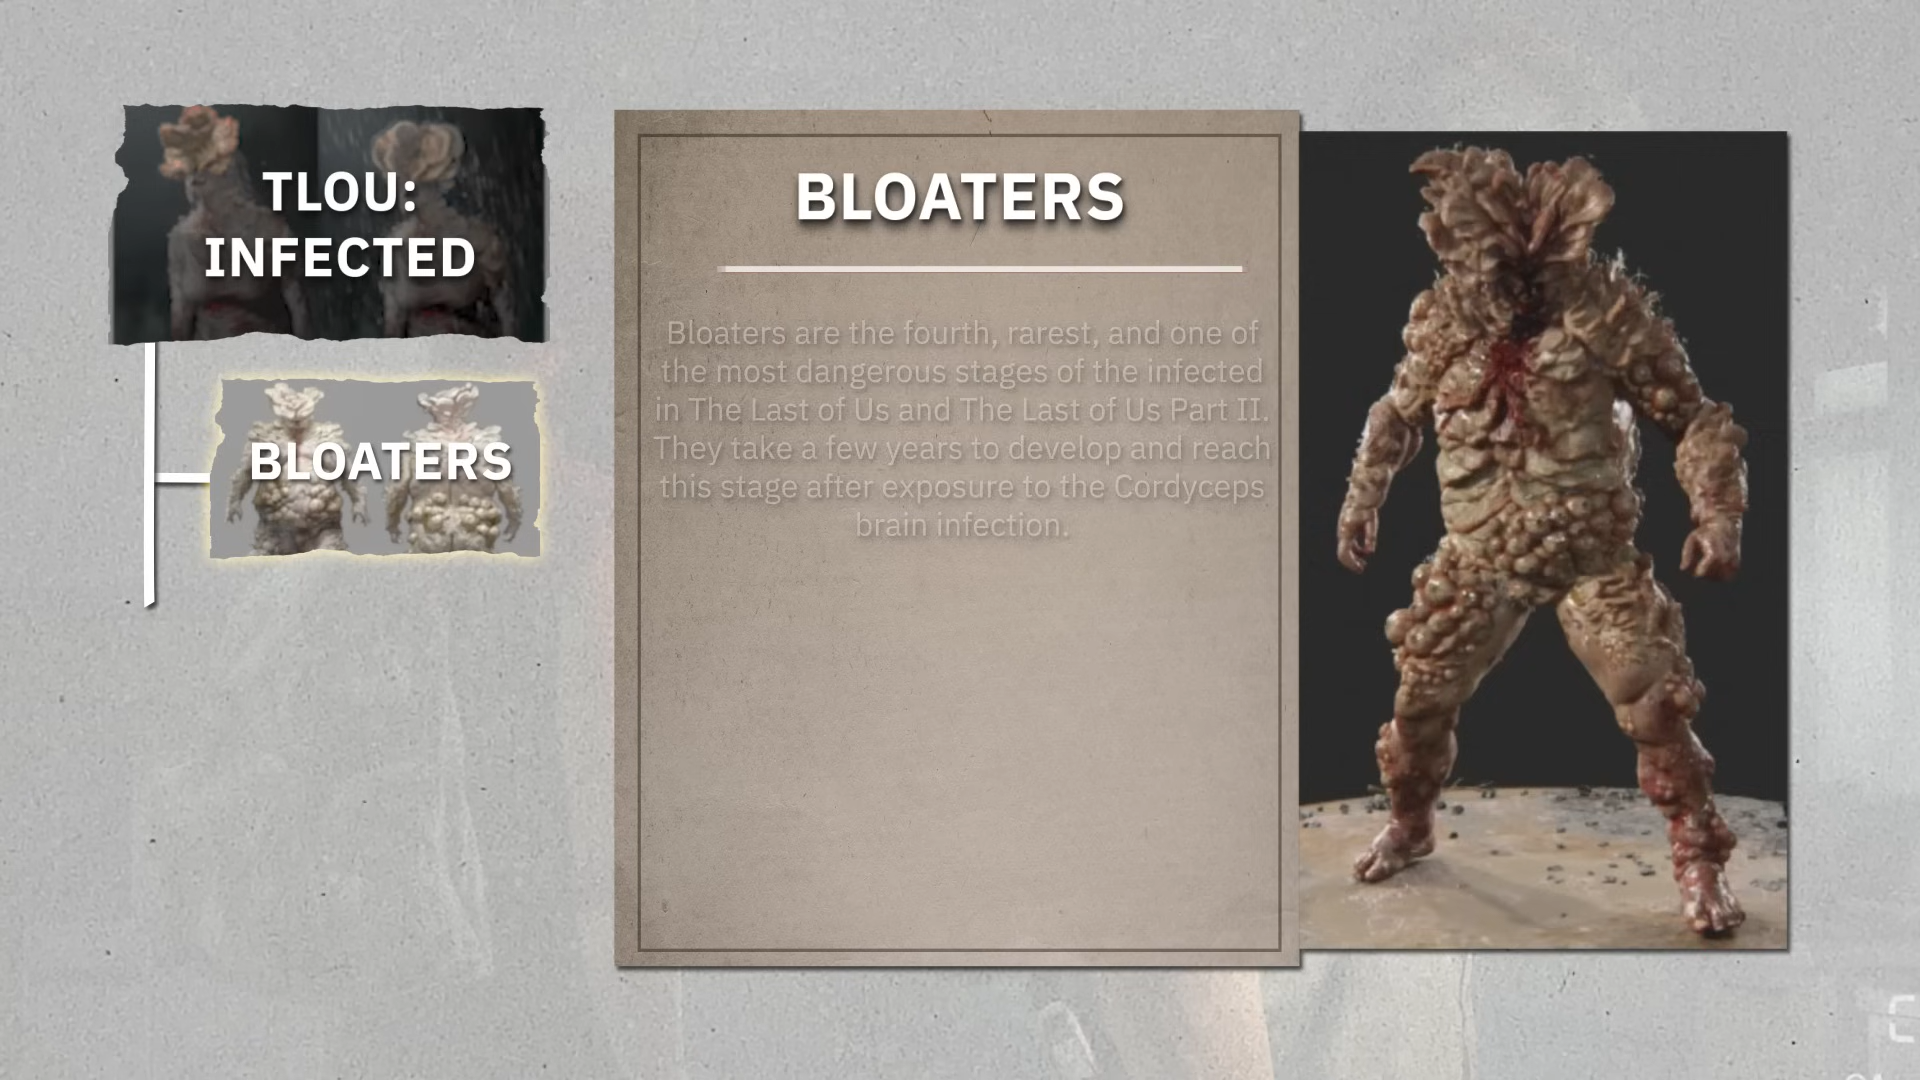 TLOU:
INFECTED
BLOATERS
BLOATERS
Bloaters are the fourth, rarest, and one of
the most dangerous stages of the infected
in The Last of Us and The Last of Us Part II.
They take a few years to develop and reach
this stage after exposure to the Cordyceps
brain infection.